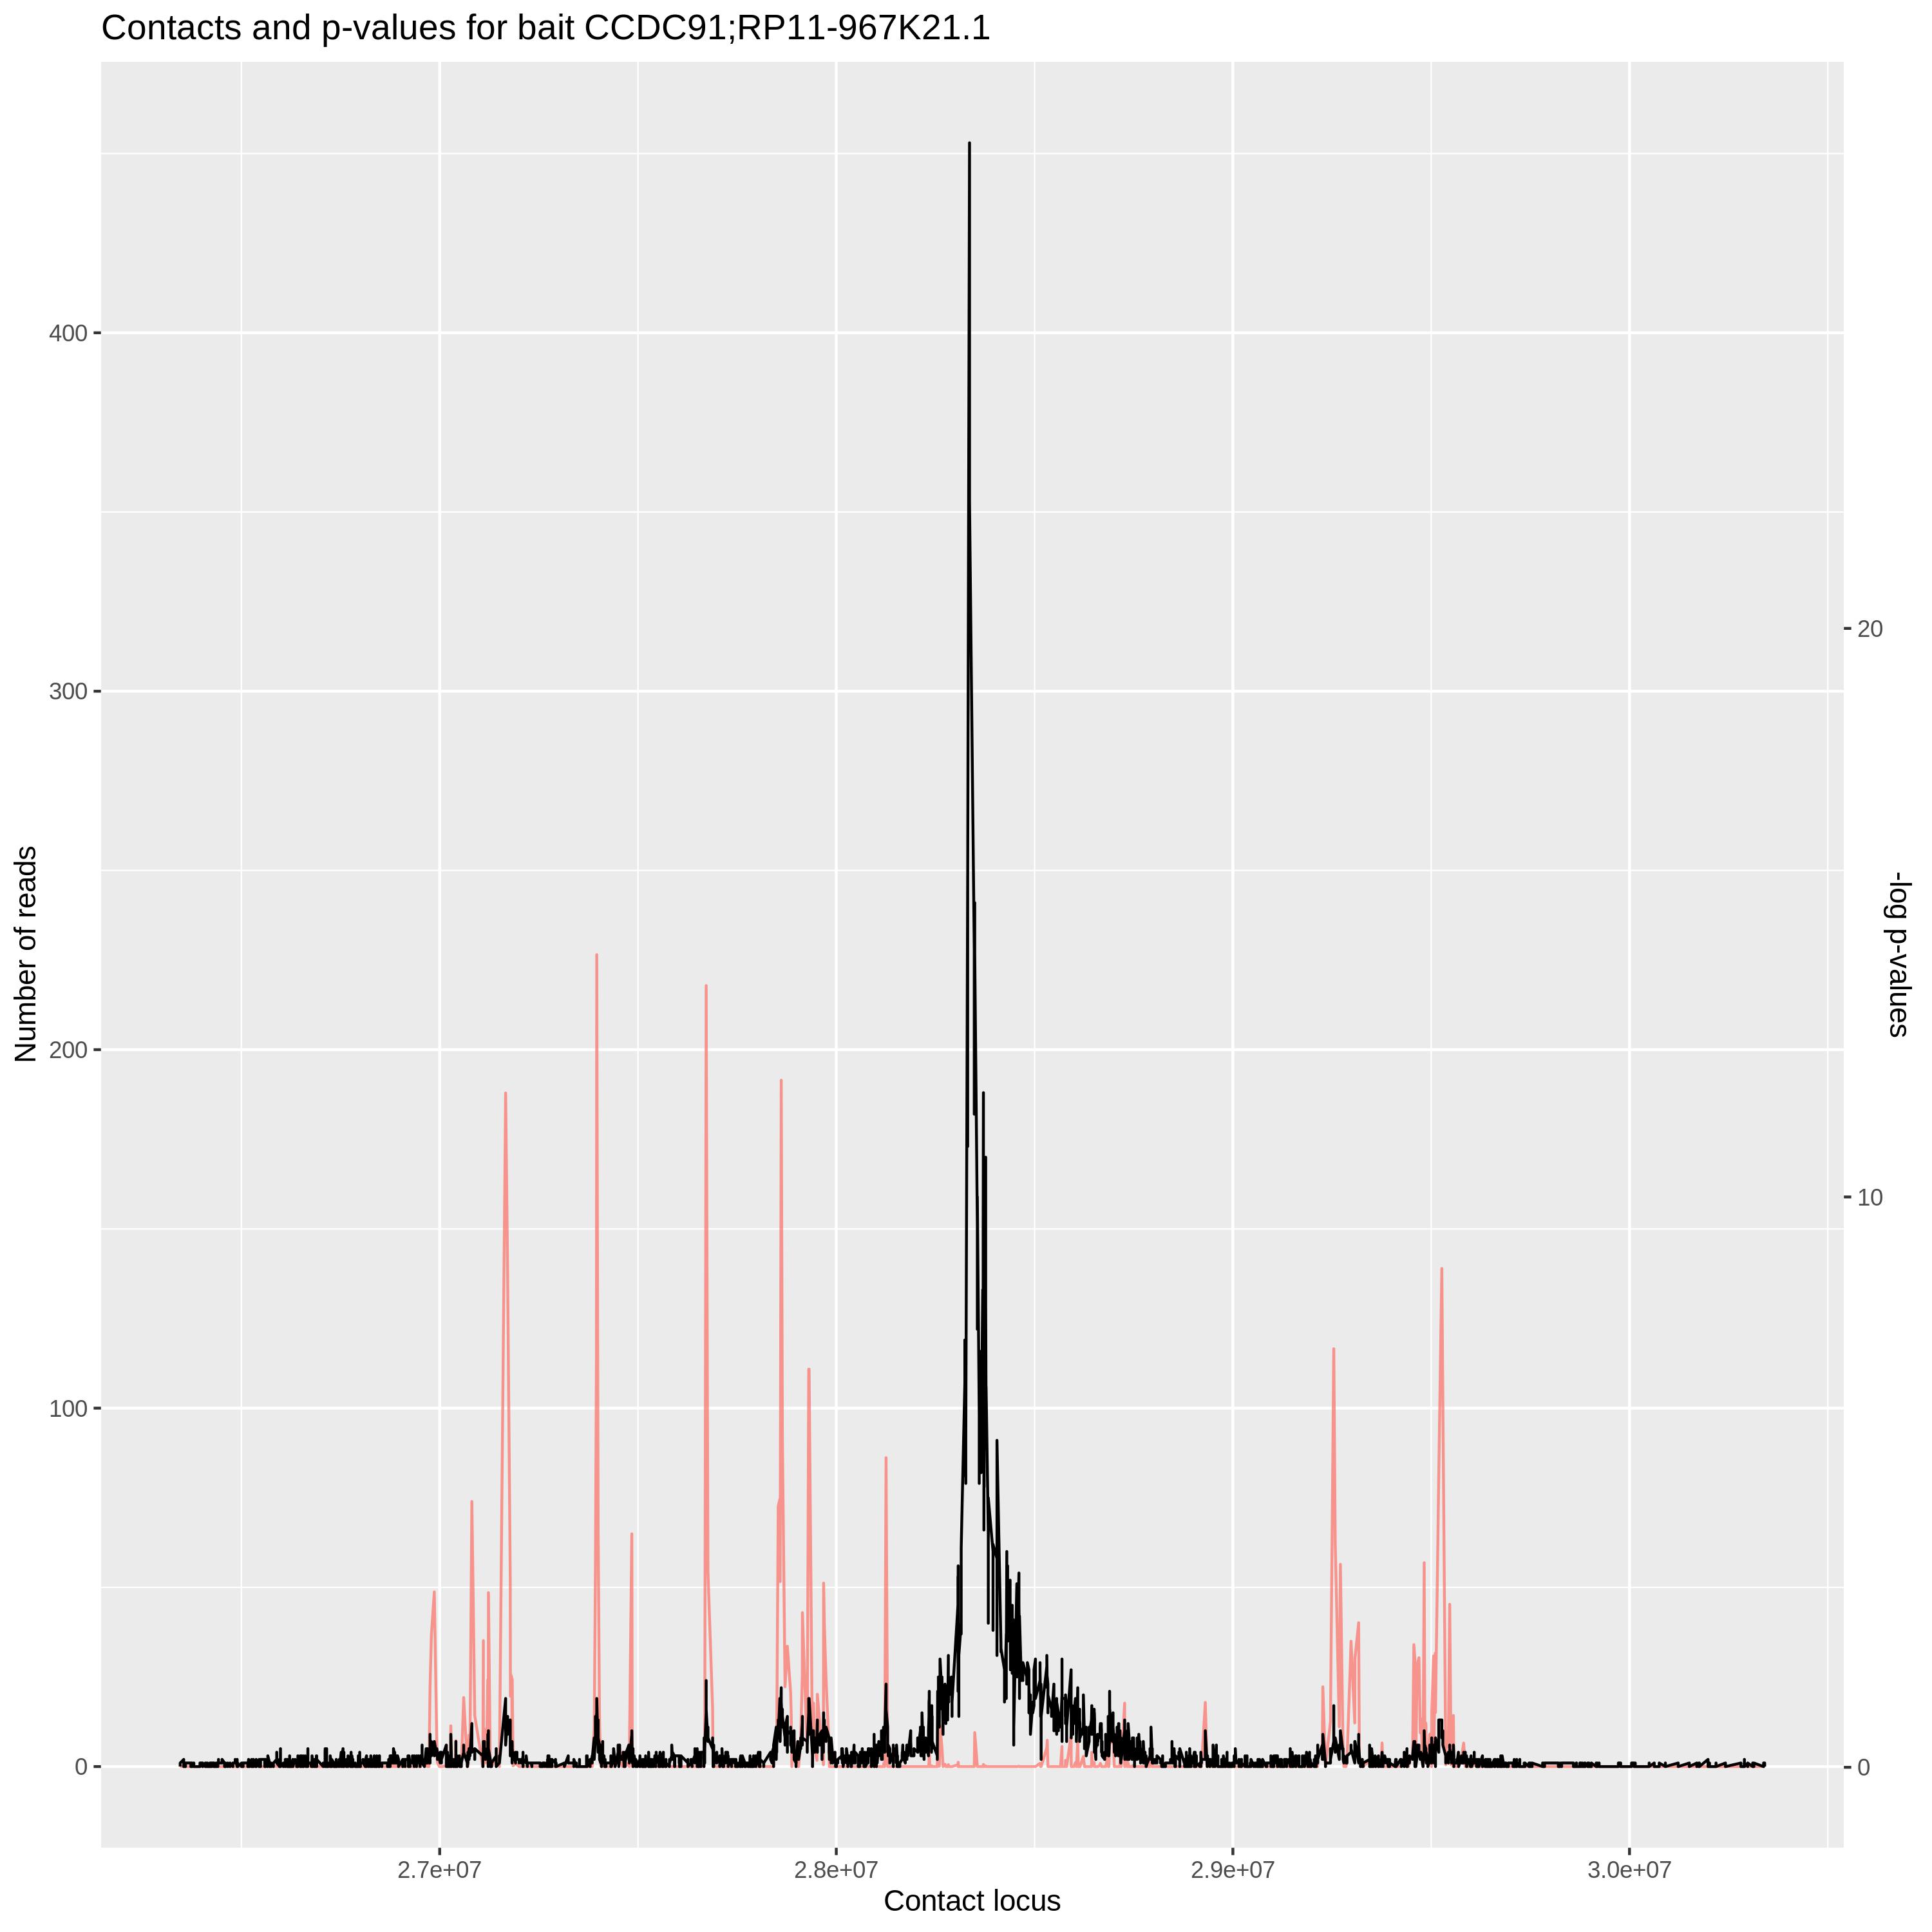 Contacts and p-values for bait CCDC91;RP11-967K21.1
Number of reads
400
300
200
100
0
20
10
0
-log p-values
2.7e+07
2.8e+07
2.9e+07
3.0e+07
Contact locus